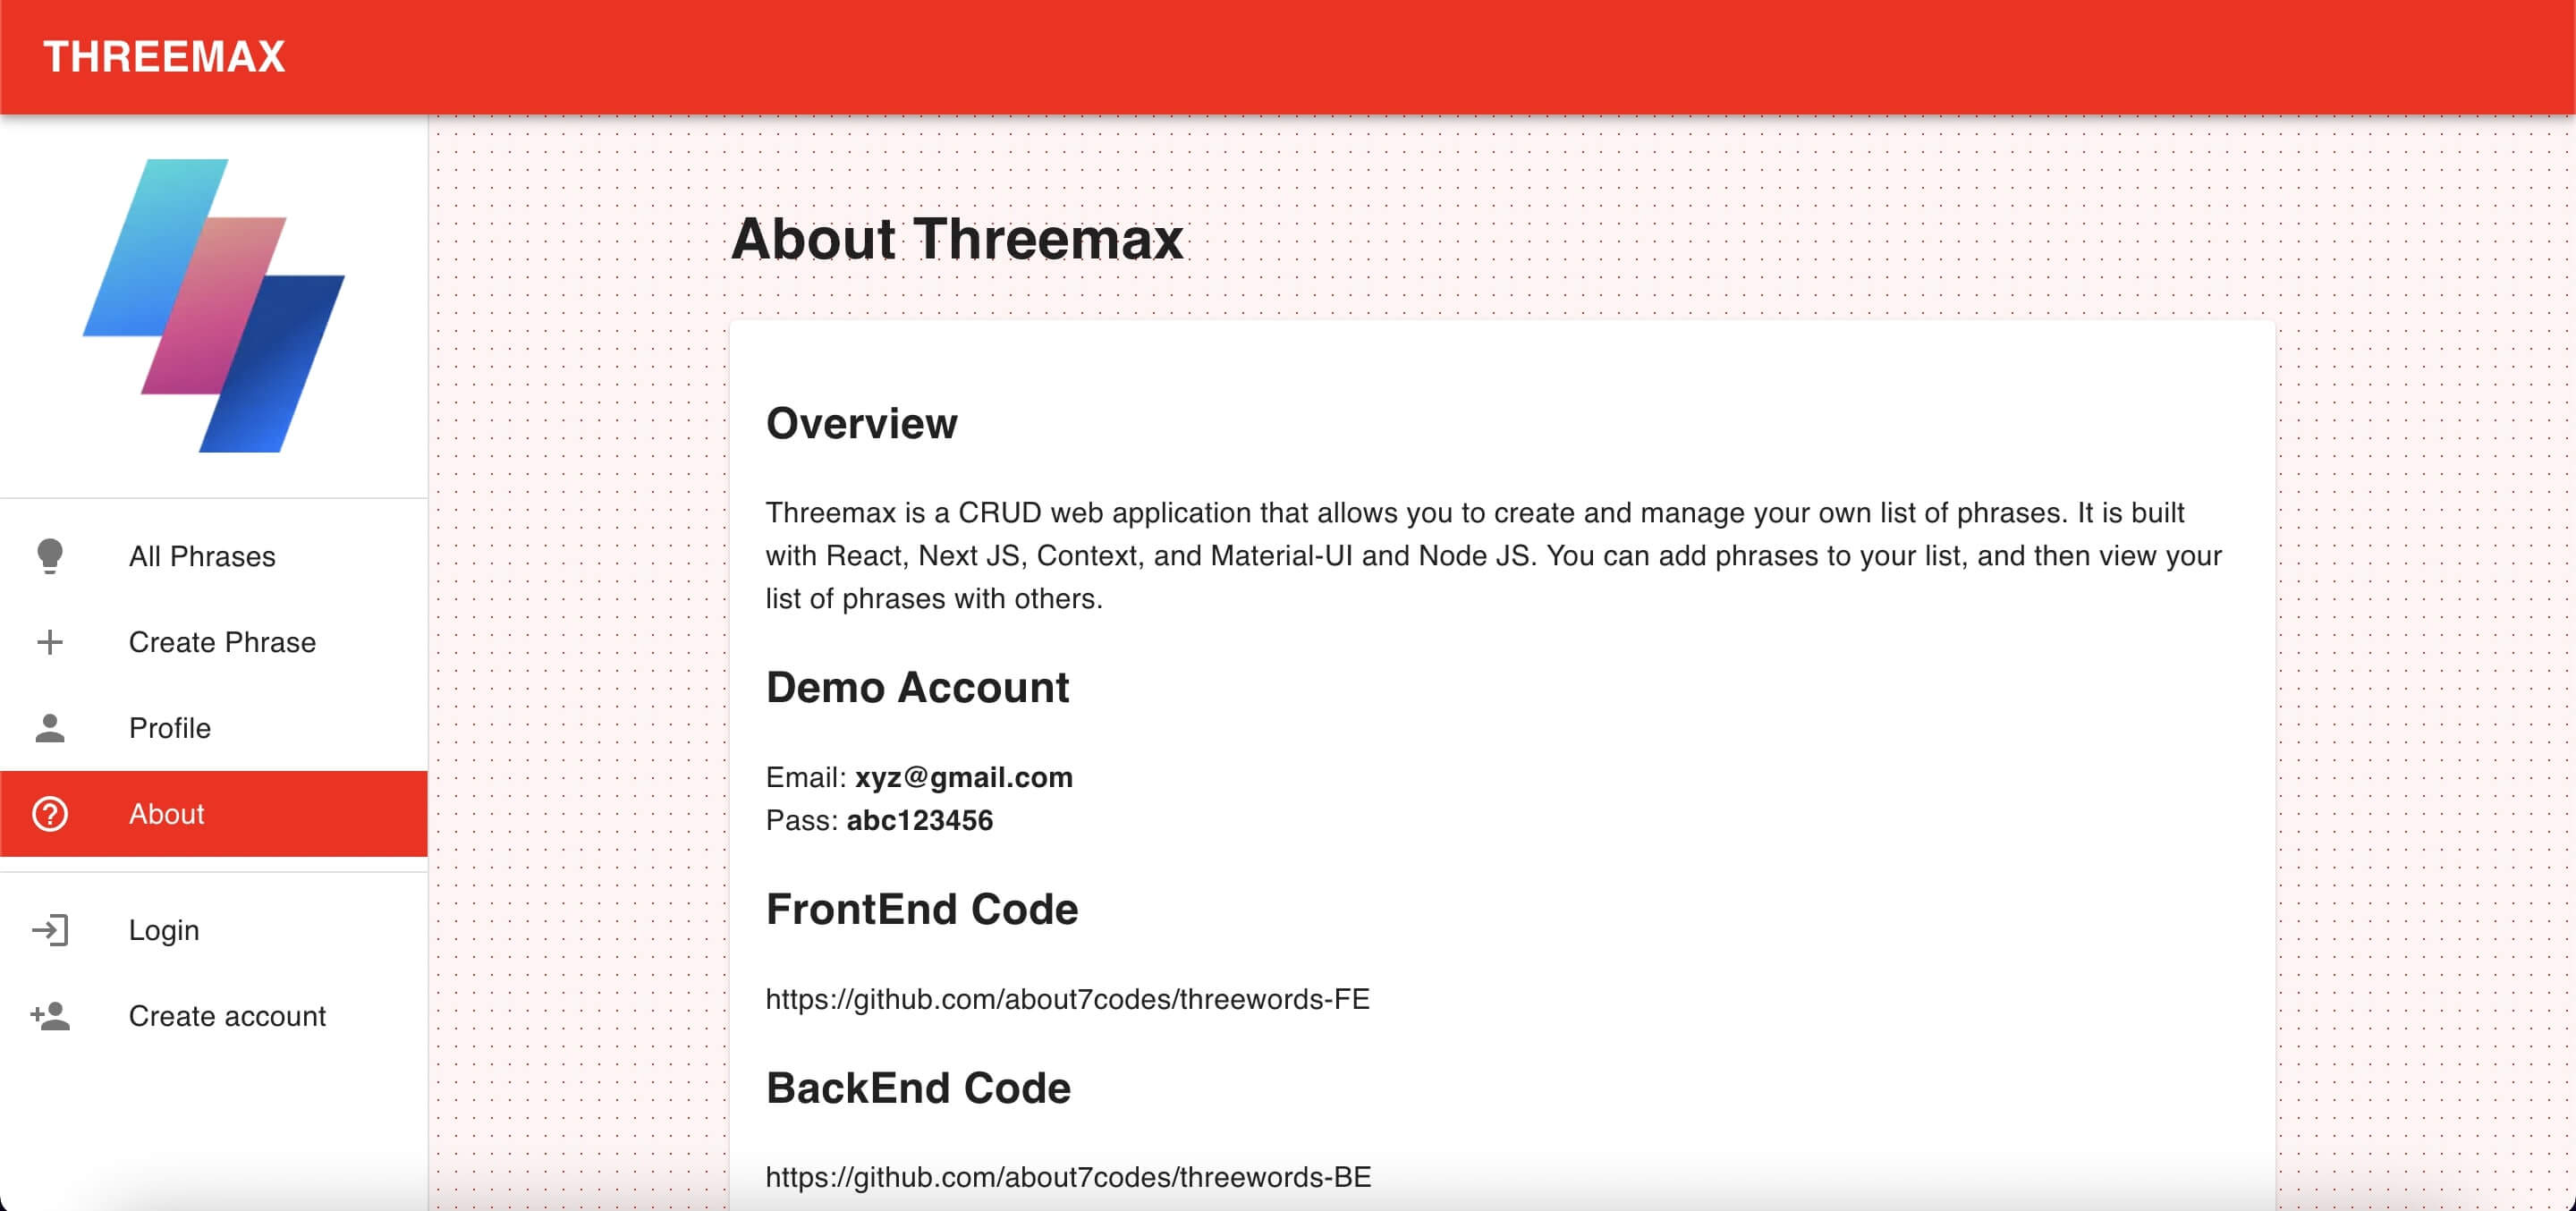 THREEMAX
All Phrases
Create Phrase
Profile
About
Login
Create account
About Threemax
Overview
Threemax is a CRUD web application that allows you to create and manage your own list of phrases. It is built
with React, Next JS, Context, and Material-UI and Node JS. You can add phrases to your list, and then view your
list of phrases with others.
Demo Account
Email: xyz@gmail.com
Pass: abc123456
FrontEnd Code
https://github.com/about7codes/threewords-FE
BackEnd Code
https://github.com/about7codes/threewords-BE